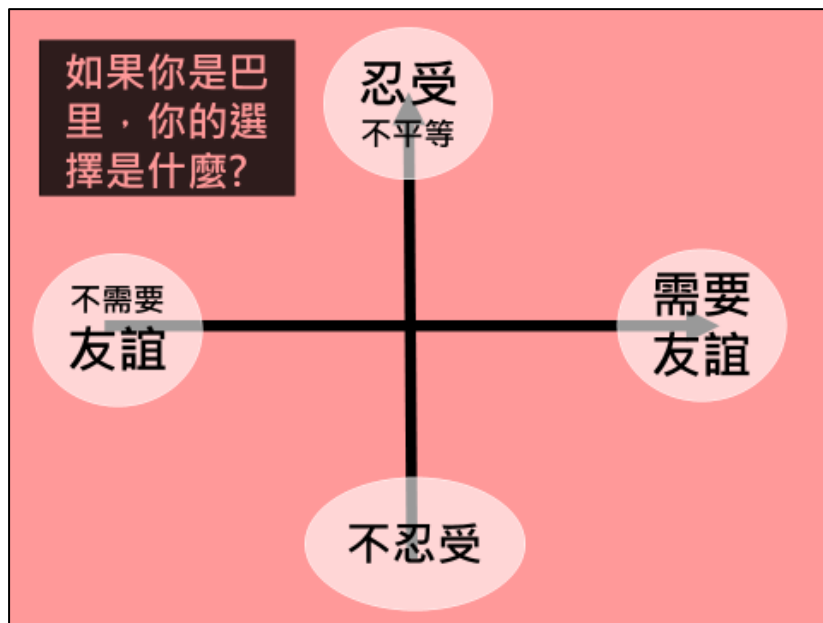 如果你是巴
里，你的選
擇是什麼?
忍受
不平等
不需要
友誼
需要
友誼
不忍受